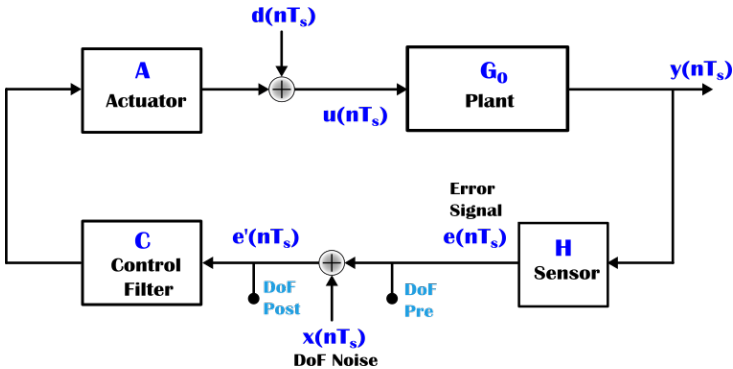 d(nTs)
A
Actuator
G0
Plant
y(nTs)
u(nTs)
Error
Signal
C
Control
Filter
e'(nTs)
e(nTs)
H
Sensor
DoF
Post
DoF
Pre
x(nTs)
DoF Noise